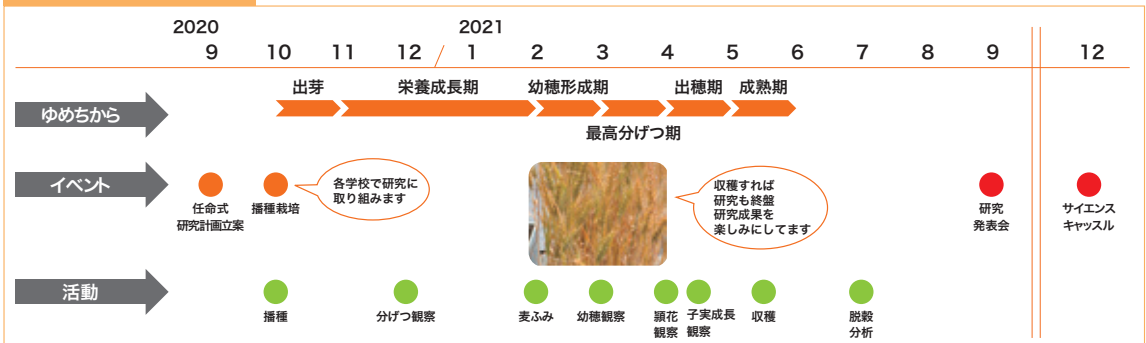 2020
2021
9 10 11 12 1 2 3 4 5 6 7 8 9 12
出芽 栄養成長期 幼穂形成期 出穂期 成熟期
ゆめちから
最高分げつ期
イベント
任命式
研究計画立案
播種栽培
各学校で研究に
取り組みます
収穫すれば
研究も終盤
研究成果を
楽しみにしてます
研究
発表会
サイエンス
キャッスル
活動
播種
分げつ観察
麦ふみ
幼穂観察
頴花
観察
子実成長
観察
収穫
脱穀
分析